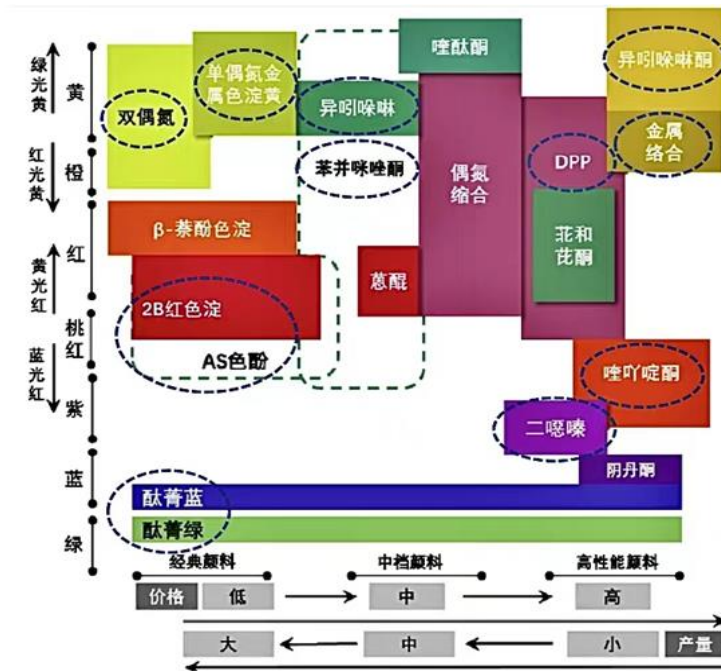 绿光黄
红光黄
黄光红
蓝光红
黄
橙
红
桃红
紫
蓝
绿
双偶氮
单偶氮金
属色淀黄
异吲哚啉
苯并咪唑酮
喹酞酮
偶氮
缩合
DPP
苝和
芘酮
异吲哚啉酮
金属
络合
β-萘酚色淀
2B红色淀
AS色酚
蒽醌
喹吖啶酮
二噁嗪
阴丹酮
酞菁蓝
酞菁绿
经典颜料
中档颜料
高性能颜料
价格
低
中
高
大
中
小
产量